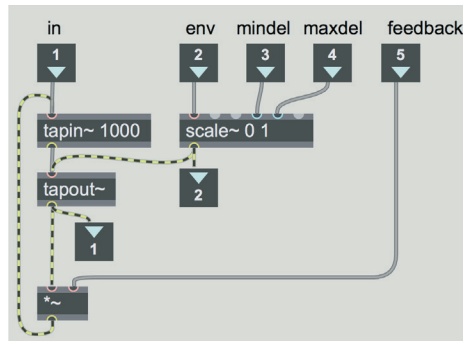 in env mindel maxdel feedback
1 2 3 4 5
tapin~ 1000 scale~ 0 1
tapout~ 2
1
*~